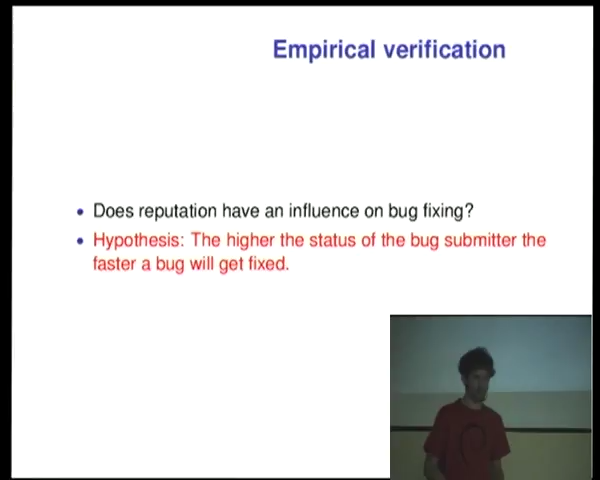 Empirical verification
Does reputation have an influence on bug fixing?
Hypothesis: The higher the status of the bug submitter the
faster a bug will get fixed.